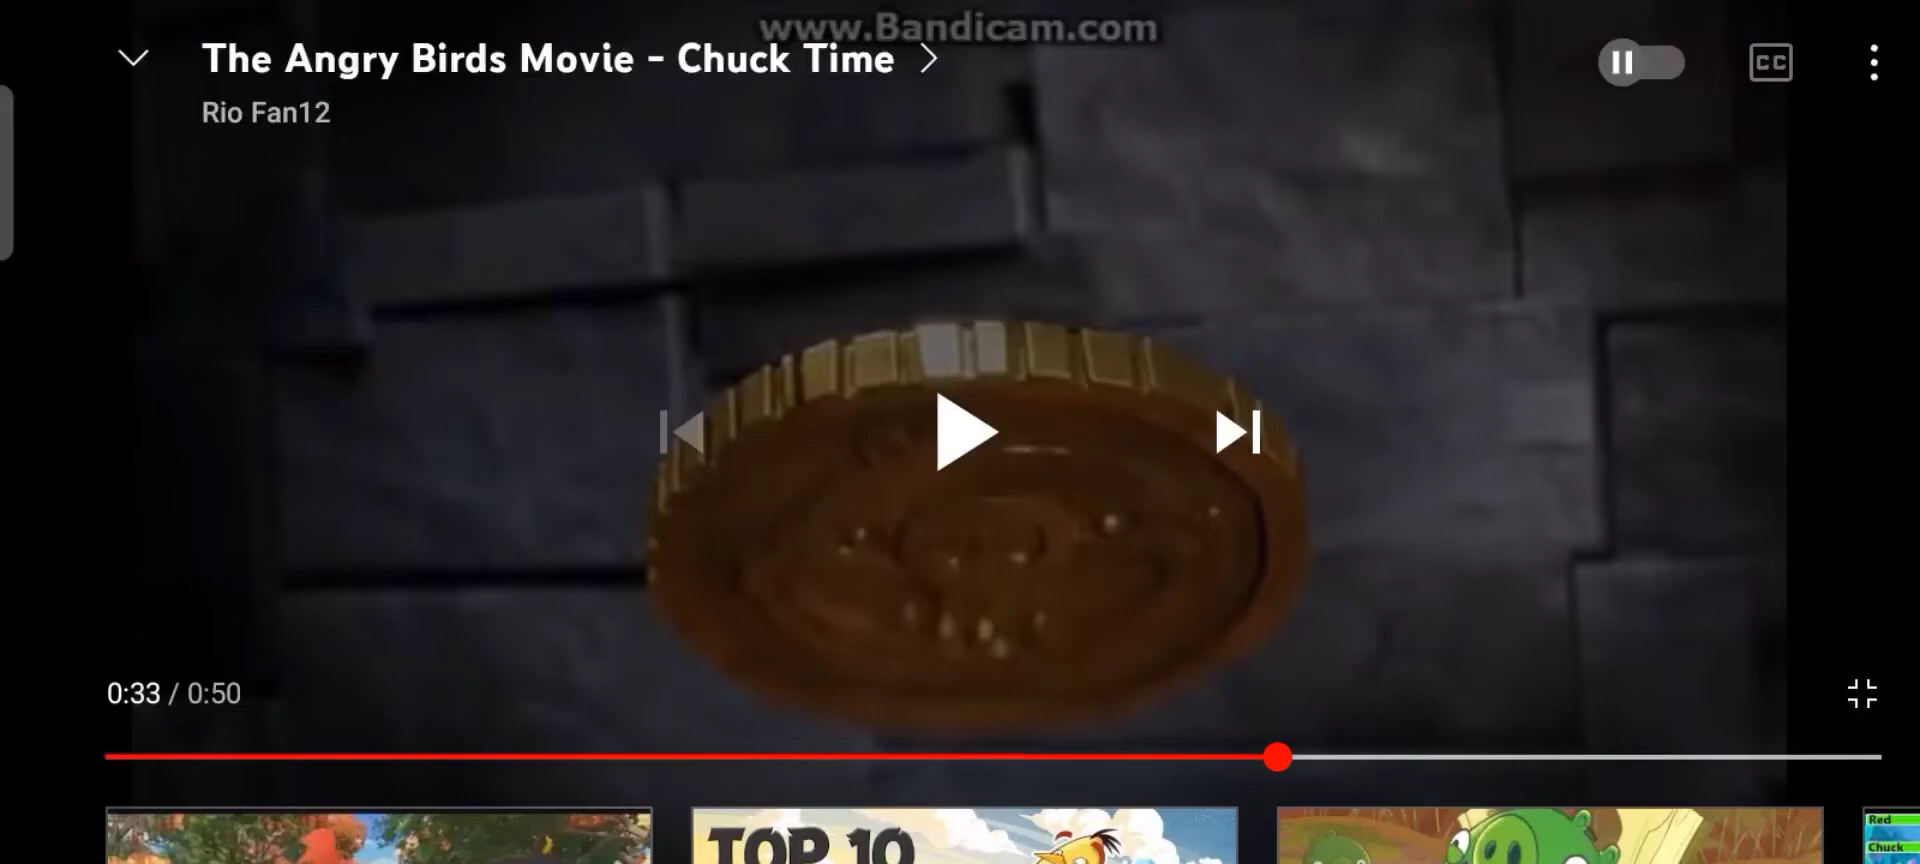 www.Bandicam.com
The Angry Birds Movie - Chuck Time
CC
Rio Fan12
0:33 / 0:50
TOP 10
Red
Chuck